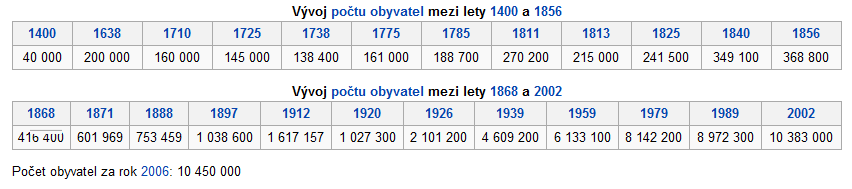 Vývoj počtu obyvatel mezi lety 1400 a 1856
1400 1638 1710 1725 1738 1775 1785 1811 1813 1825 1840 1856
40 000 200 000 160 000 145 000 138 400 161 000 188 700 270 200 215 000 241 500 349 100 368 800
Vývoj počtu obyvatel mezi lety 1868 a 2002
1868 1871 1888 1897 1912 1920 1926 1939 1959 1979 1989 2002
416 400 601 969 753 459 1 038 600 1 617 157 1 027 300 2 101 200 4 609 200 6 133 100 8 142 200 8 972 300 10 383 000
Počet obyvatel za rok 2006: 10 450 000